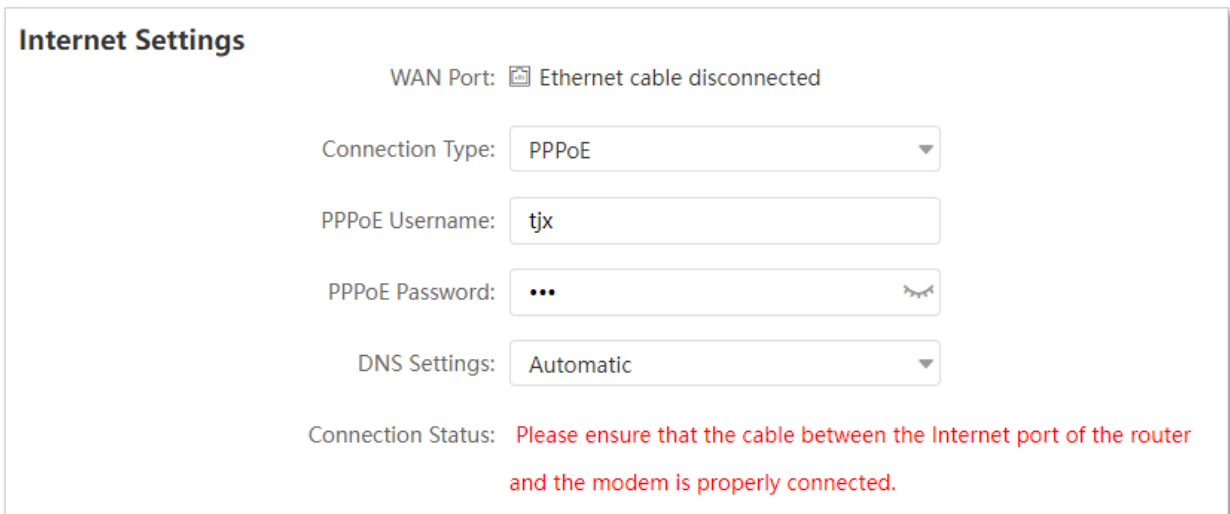 Internet Settings
WAN Port: Ethernet cable disconnected
Connection Type: PPPoE
PPPoE Username: tjx
PPPoE Password: •••
DNS Settings: Automatic
Connection Status: Please ensure that the cable between the Internet port of the router
and the modem is properly connected.